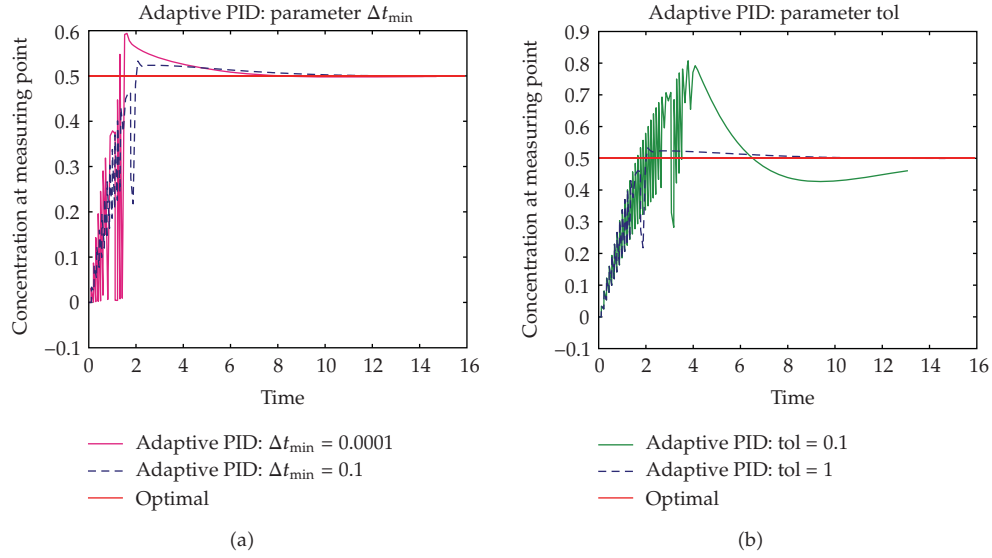 Adaptive PID: parameter Δt_min
0.6
0.5
0.4
0.3
0.2
0.1
0
−0.1
Concentration at measuring point
0 2 4 6 8 10 12 14 16
Time
Adaptive PID: Δt_min = 0.0001
Adaptive PID: Δt_min = 0.1
Optimal
(a)
Adaptive PID: parameter tol
0.9
0.8
0.7
0.6
0.5
0.4
0.3
0.2
0.1
0
−0.1
Concentration at measuring point
0 2 4 6 8 10 12 14 16
Time
Adaptive PID: tol = 0.1
Adaptive PID: tol = 1
Optimal
(b)